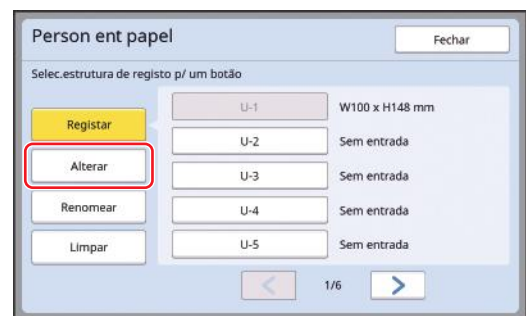 Person ent papel
Fechar
Selec.estrutura de registo p/ um botão
Registar
Alterar
Renomear
Limpar
U-1 W100 x H148 mm
U-2 Sem entrada
U-3 Sem entrada
U-4 Sem entrada
U-5 Sem entrada
1/6